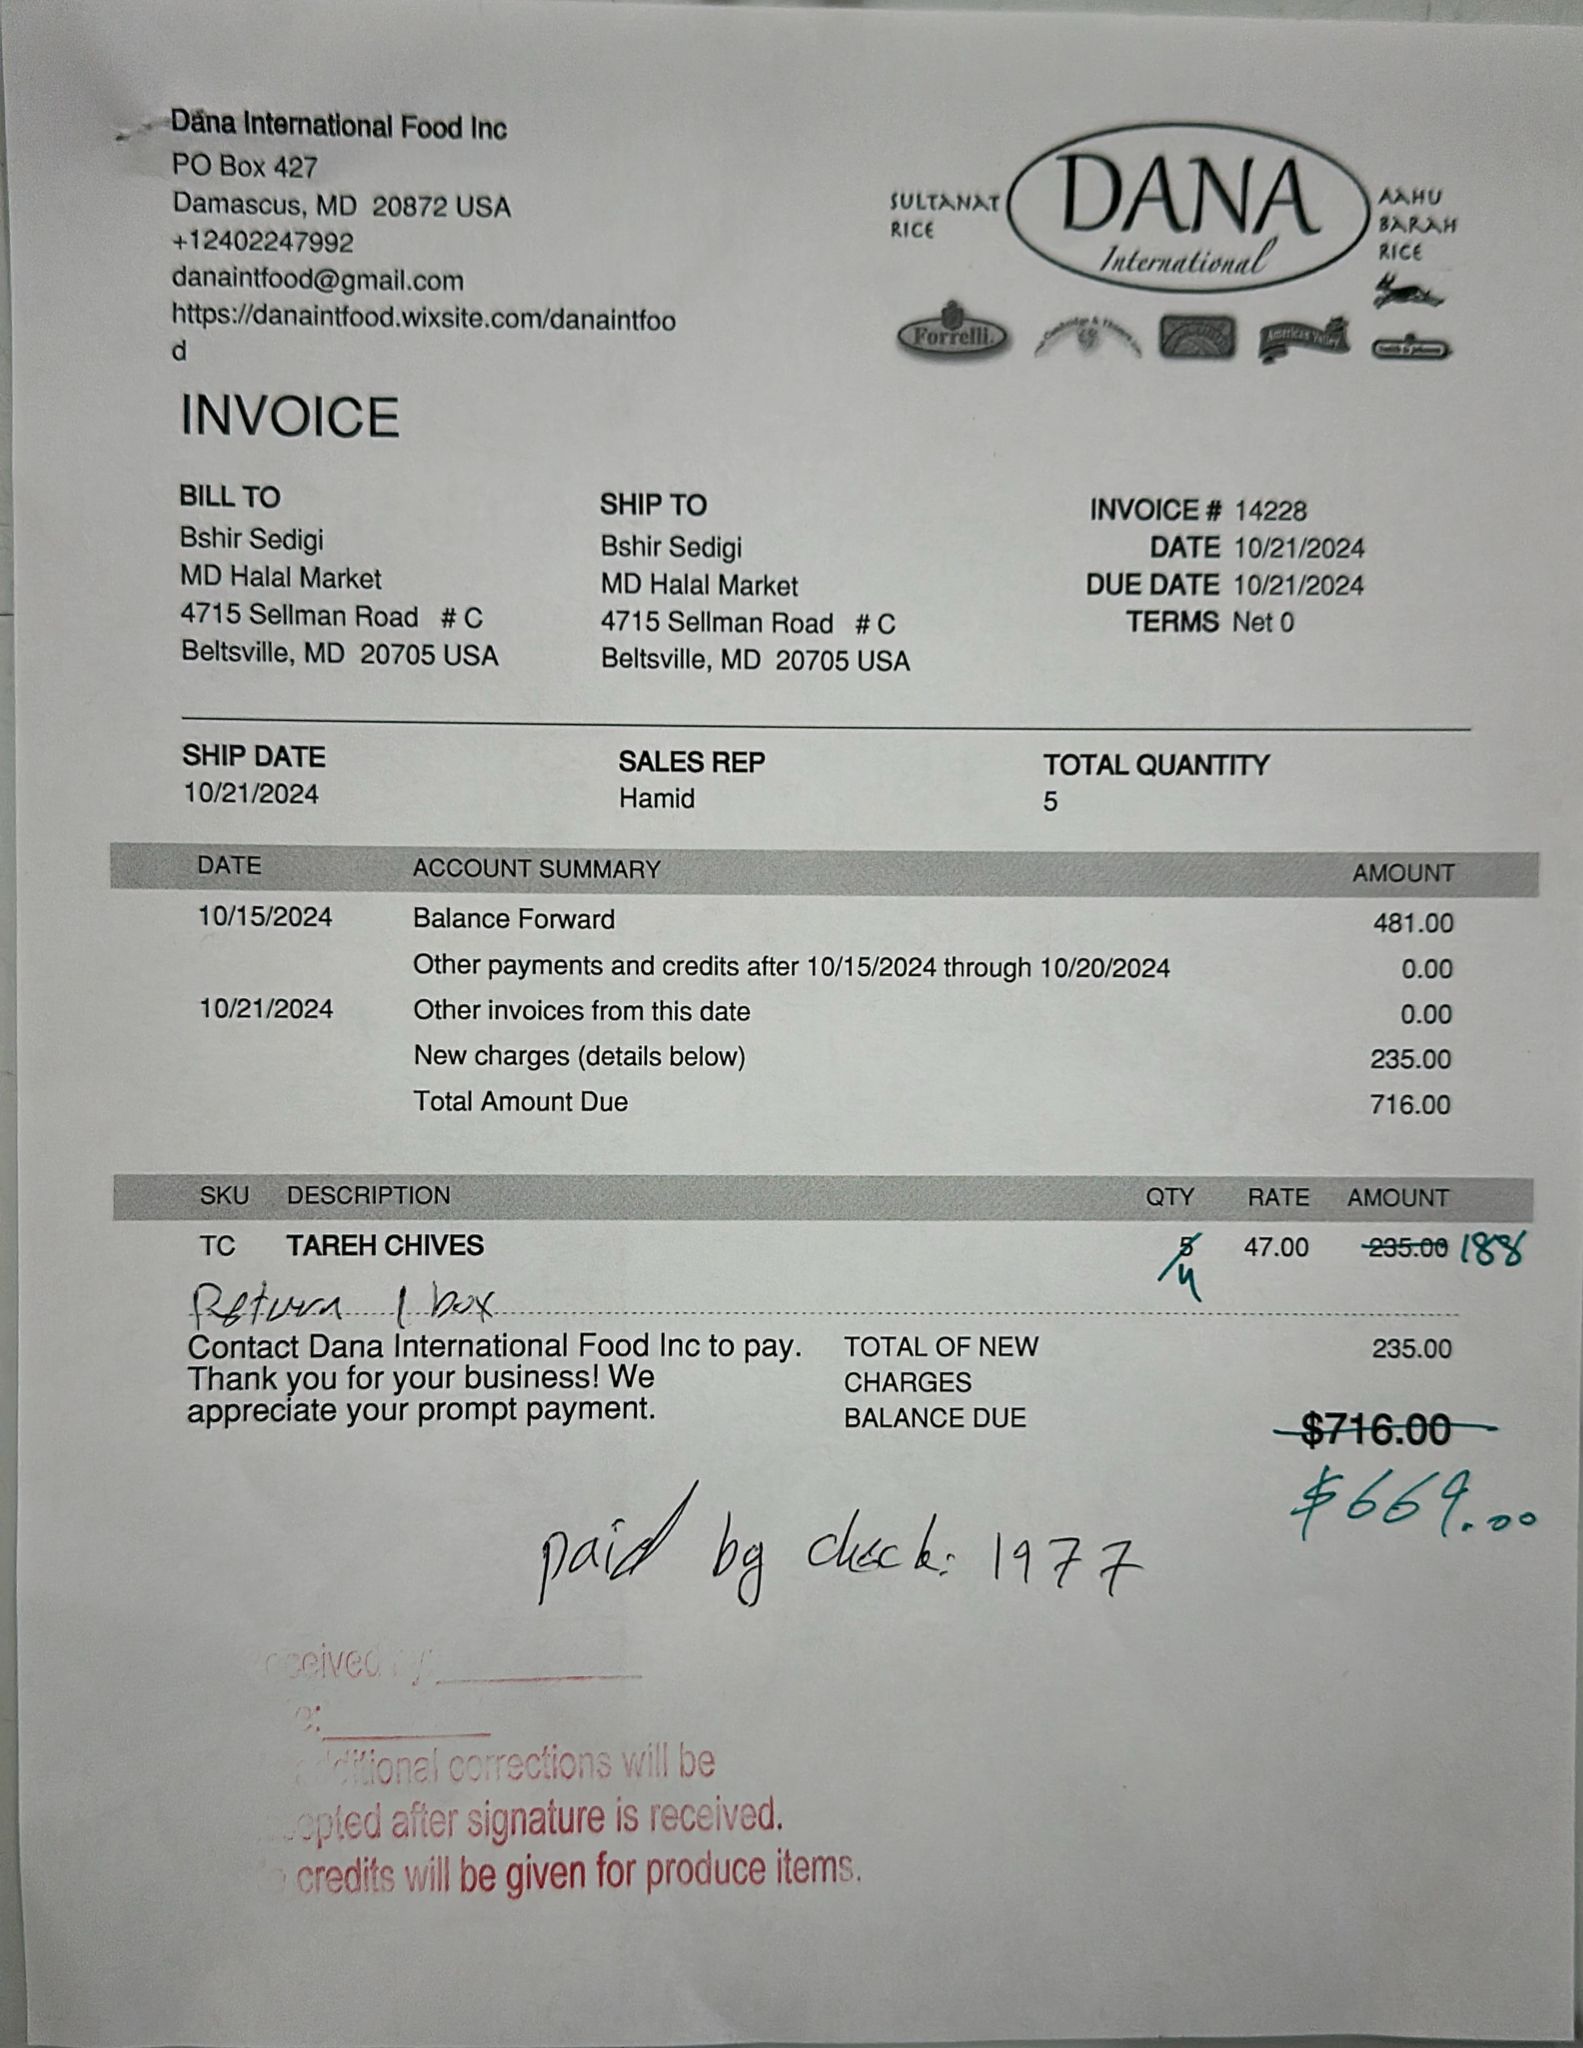 Dana International Food Inc
PO Box 427
Damascus, MD 20872 USA
+12402247992
danaintfood@gmail.com
https://danaintfood.wixsite.com/danaintfoo
d
SULTANAT
RICE
DANA
International
AAHU
BARAH
RICE
Forrelli
American Valley
INVOICE
BILL TO
Bshir Sedigi
MD Halal Market
4715 Sellman Road # C
Beltsville, MD 20705 USA
SHIP TO
Bshir Sedigi
MD Halal Market
4715 Sellman Road # C
Beltsville, MD 20705 USA
INVOICE # 14228
DATE 10/21/2024
DUE DATE 10/21/2024
TERMS Net 0
SHIP DATE
10/21/2024
SALES REP
Hamid
TOTAL QUANTITY
5
DATE ACCOUNT SUMMARY AMOUNT
10/15/2024 Balance Forward 481.00
Other payments and credits after 10/15/2024 through 10/20/2024 0.00
10/21/2024 Other invoices from this date 0.00
New charges (details below) 235.00
Total Amount Due 716.00
SKU DESCRIPTION QTY RATE AMOUNT
TC TAREH CHIVES 5 47.00 235.00 188
4
Return 1 box
Contact Dana International Food Inc to pay.
Thank you for your business! We
appreciate your prompt payment.
TOTAL OF NEW
CHARGES
235.00
BALANCE DUE
$716.00
$669.00
paid by check: 1977
ceived by:
e:
additional corrections will be
cepted after signature is received.
credits will be given for produce items.